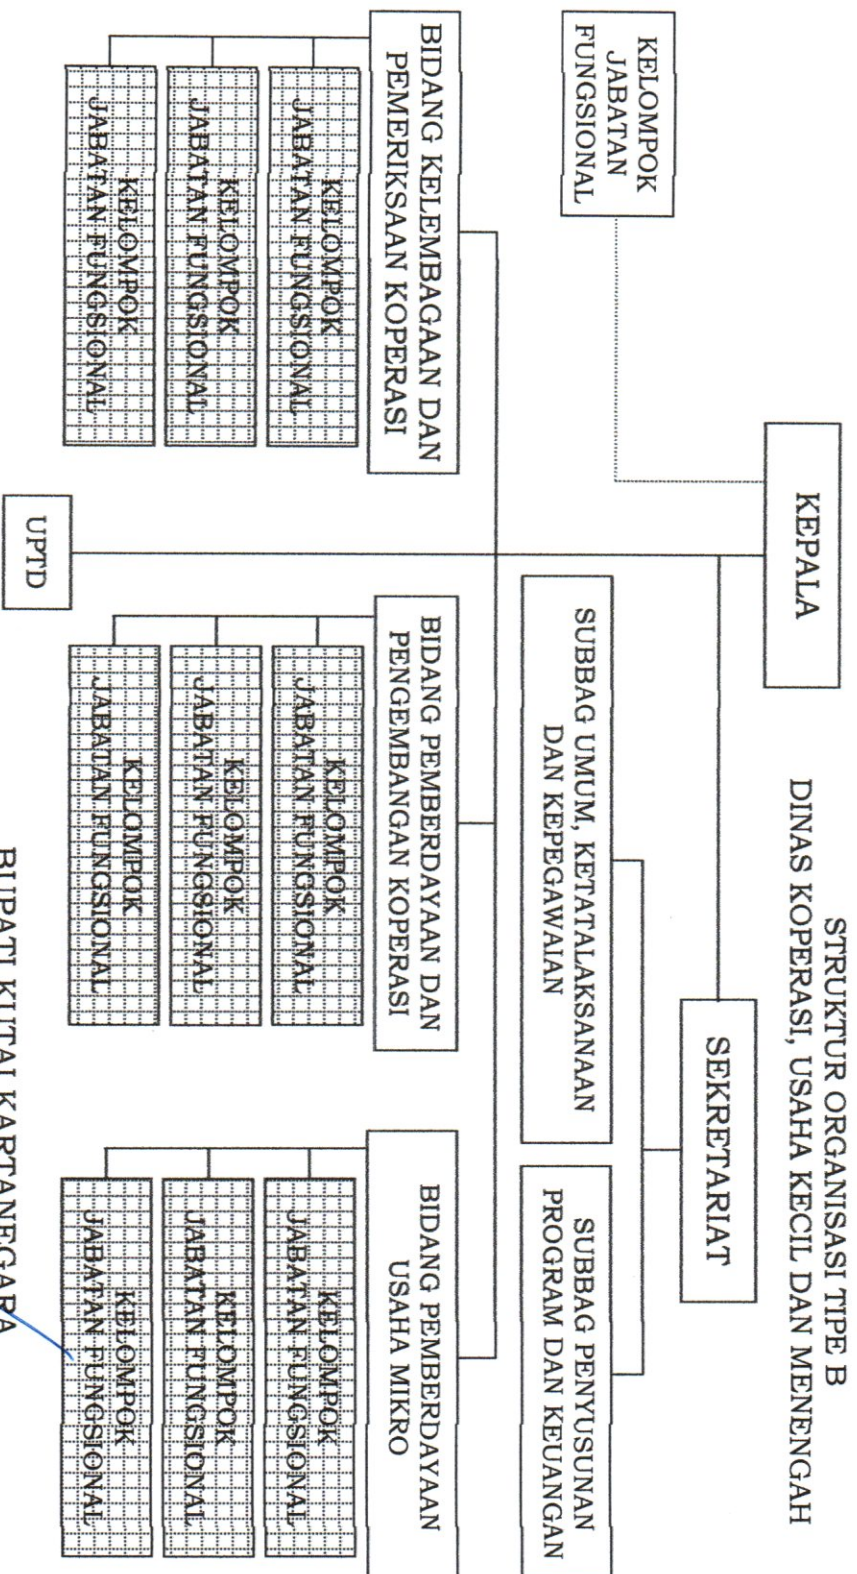 STRUKTUR ORGANISASI TIPE B
DINAS KOPERASI, USAHA KECIL DAN MENENGAH
KEPALA
KELOMPOK
JABATAN
FUNGSIONAL
SEKRETARIAT
SUBBAG UMUM, KETATALAKSANAAN
DAN KEPEGAWAIAN
SUBBAG PENYUSUNAN
PROGRAM DAN KEUANGAN
BIDANG KELEMBAGAAN DAN
PEMERIKSAAN KOPERASI
KELOMPOK
JABATAN FUNGSIONAL
KELOMPOK
JABATAN FUNGSIONAL
KELOMPOK
JABATAN FUNGSIONAL
BIDANG PEMBERDAYAAN DAN
PENGEMBANGAN KOPERASI
KELOMPOK
JABATAN FUNGSIONAL
KELOMPOK
JABATAN FUNGSIONAL
KELOMPOK
JABATAN FUNGSIONAL
BIDANG PEMBERDAYAAN
USAHA MIKRO
KELOMPOK
JABATAN FUNGSIONAL
KELOMPOK
JABATAN FUNGSIONAL
KELOMPOK
JABATAN FUNGSIONAL
UPTD
BUPATI KUTAI KARTANEGARA